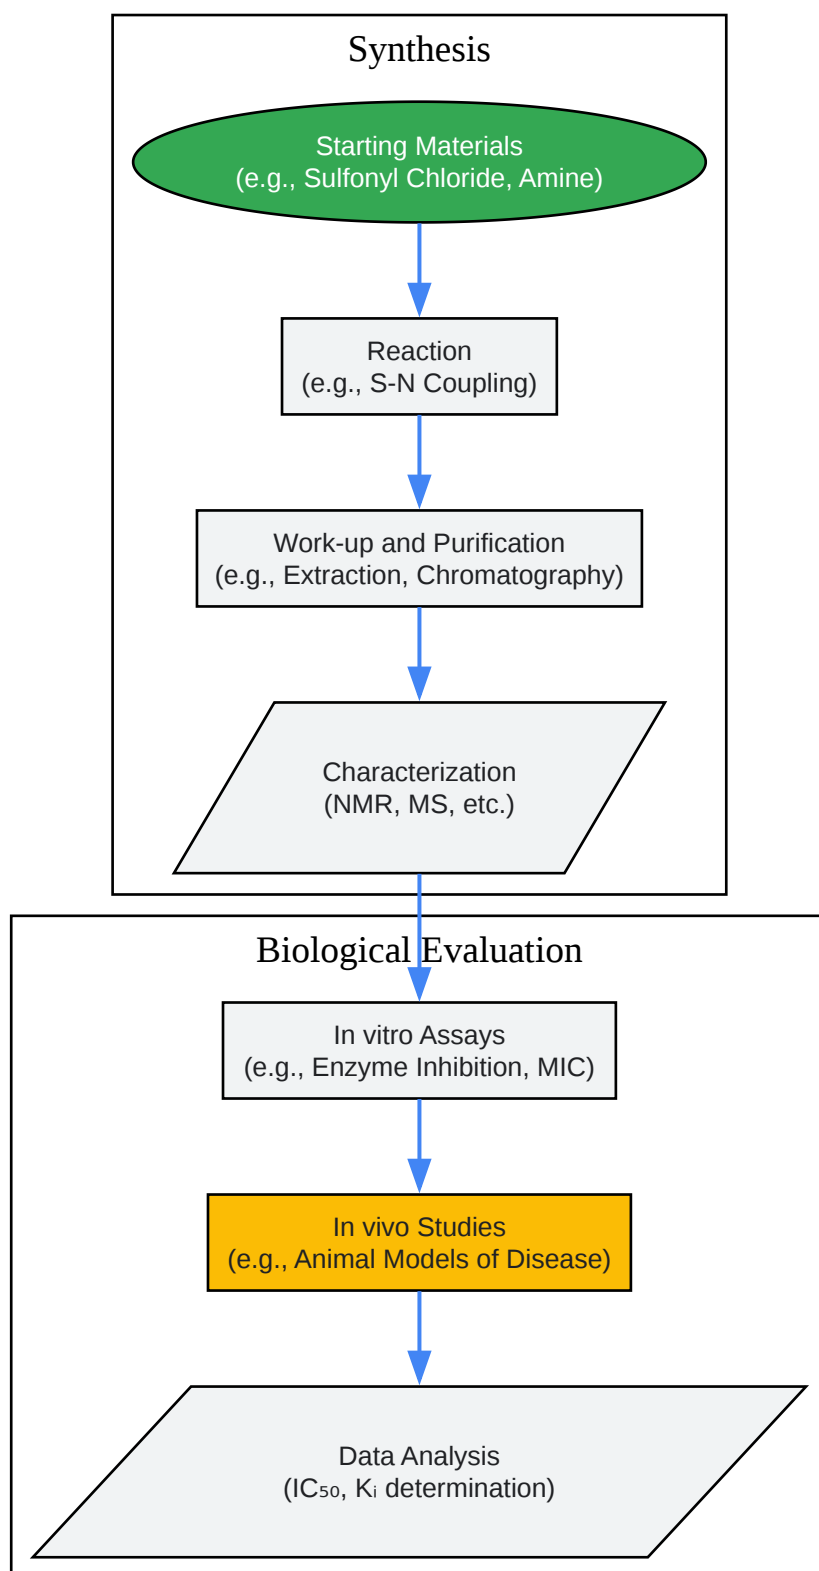 Synthesis
Starting Materials
(e.g., Sulfonyl Chloride, Amine)
Reaction
(e.g., S-N Coupling)
Work-up and Purification
(e.g., Extraction, Chromatography)
Characterization
(NMR, MS, etc.)
Biological Evaluation
In vitro Assays
(e.g., Enzyme Inhibition, MIC)
In vivo Studies
(e.g., Animal Models of Disease)
Data Analysis
(IC₅₀, Kᵢ determination)